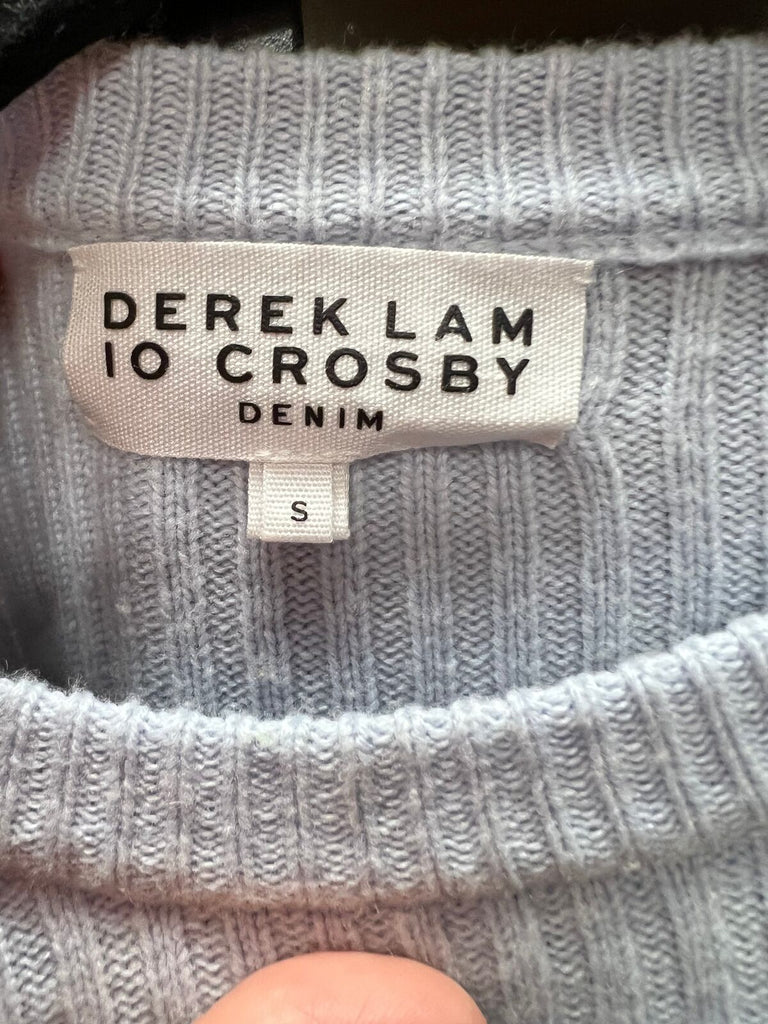 DEREK LAM
10 CROSBY
DENIM
S